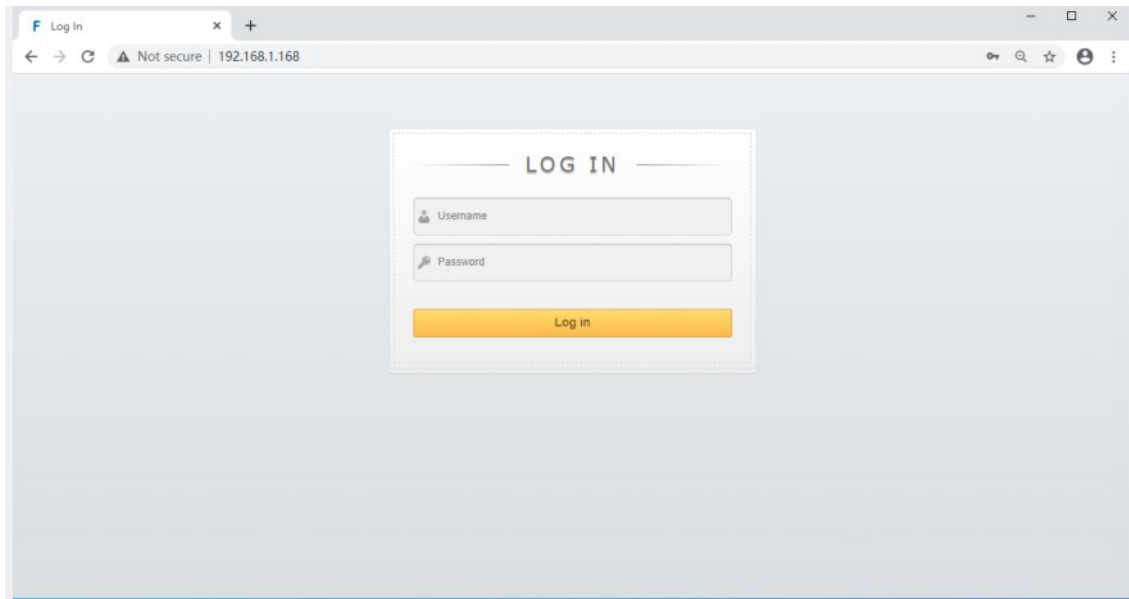 F Log In
Not secure | 192.168.1.168
LOG IN
Username
Password
Log in